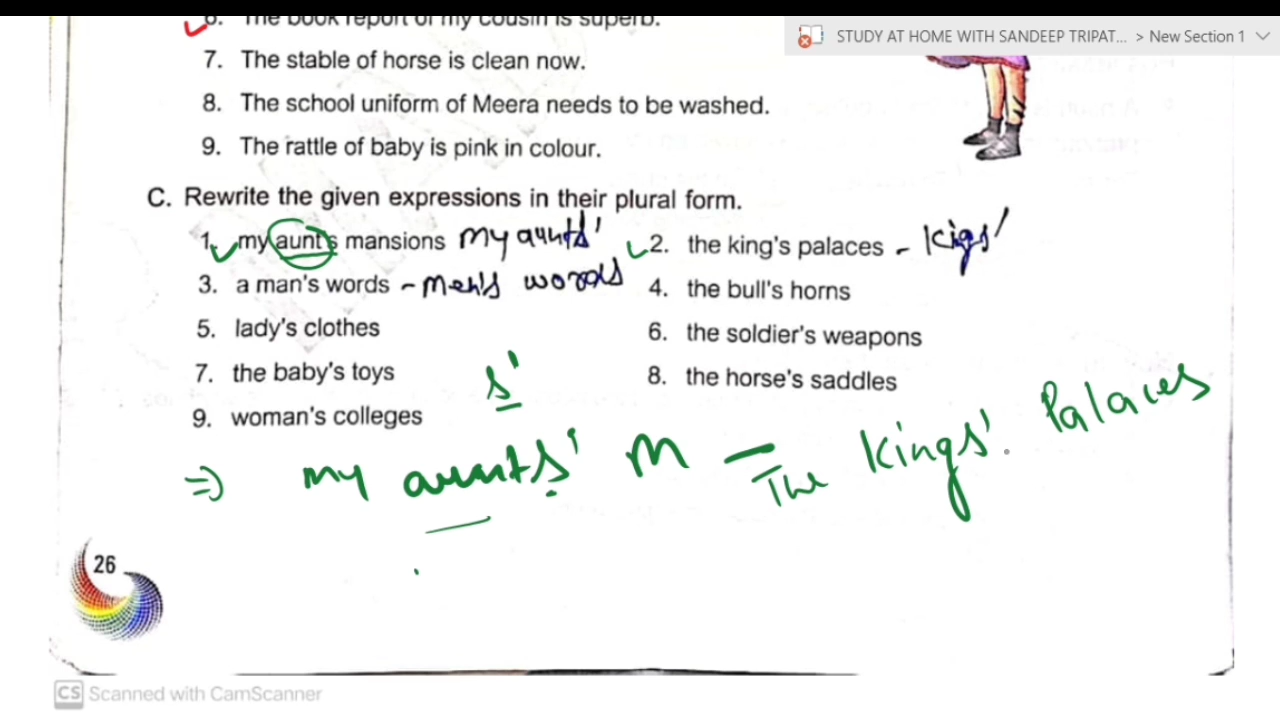 6. The book report of my cousin is superb.
STUDY AT HOME WITH SANDEEP TRIPAT... > New Section 1
7. The stable of horse is clean now.
8. The school uniform of Meera needs to be washed.
9. The rattle of baby is pink in colour.
C. Rewrite the given expressions in their plural form.
1. my aunt's mansions my aunts'
2. the king's palaces - kigs'
3. a man's words - men's words
4. the bull's horns
5. lady's clothes
6. the soldier's weapons
7. the baby's toys
s'
8. the horse's saddles
9. woman's colleges
=> my aunts' M - The kings' Palaces
26
CS Scanned with CamScanner